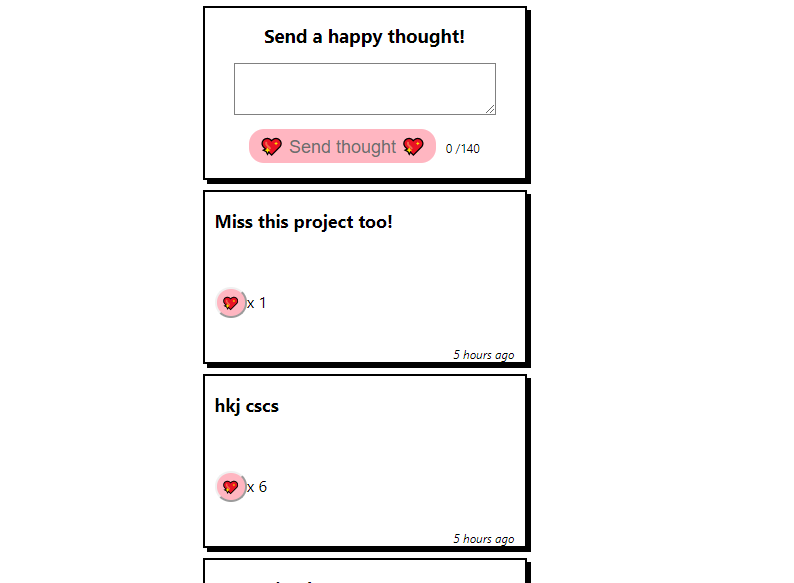 Send a happy thought!
💖 Send thought 💖 0 /140
Miss this project too!
x 1
5 hours ago
hkj cscs
x 6
5 hours ago